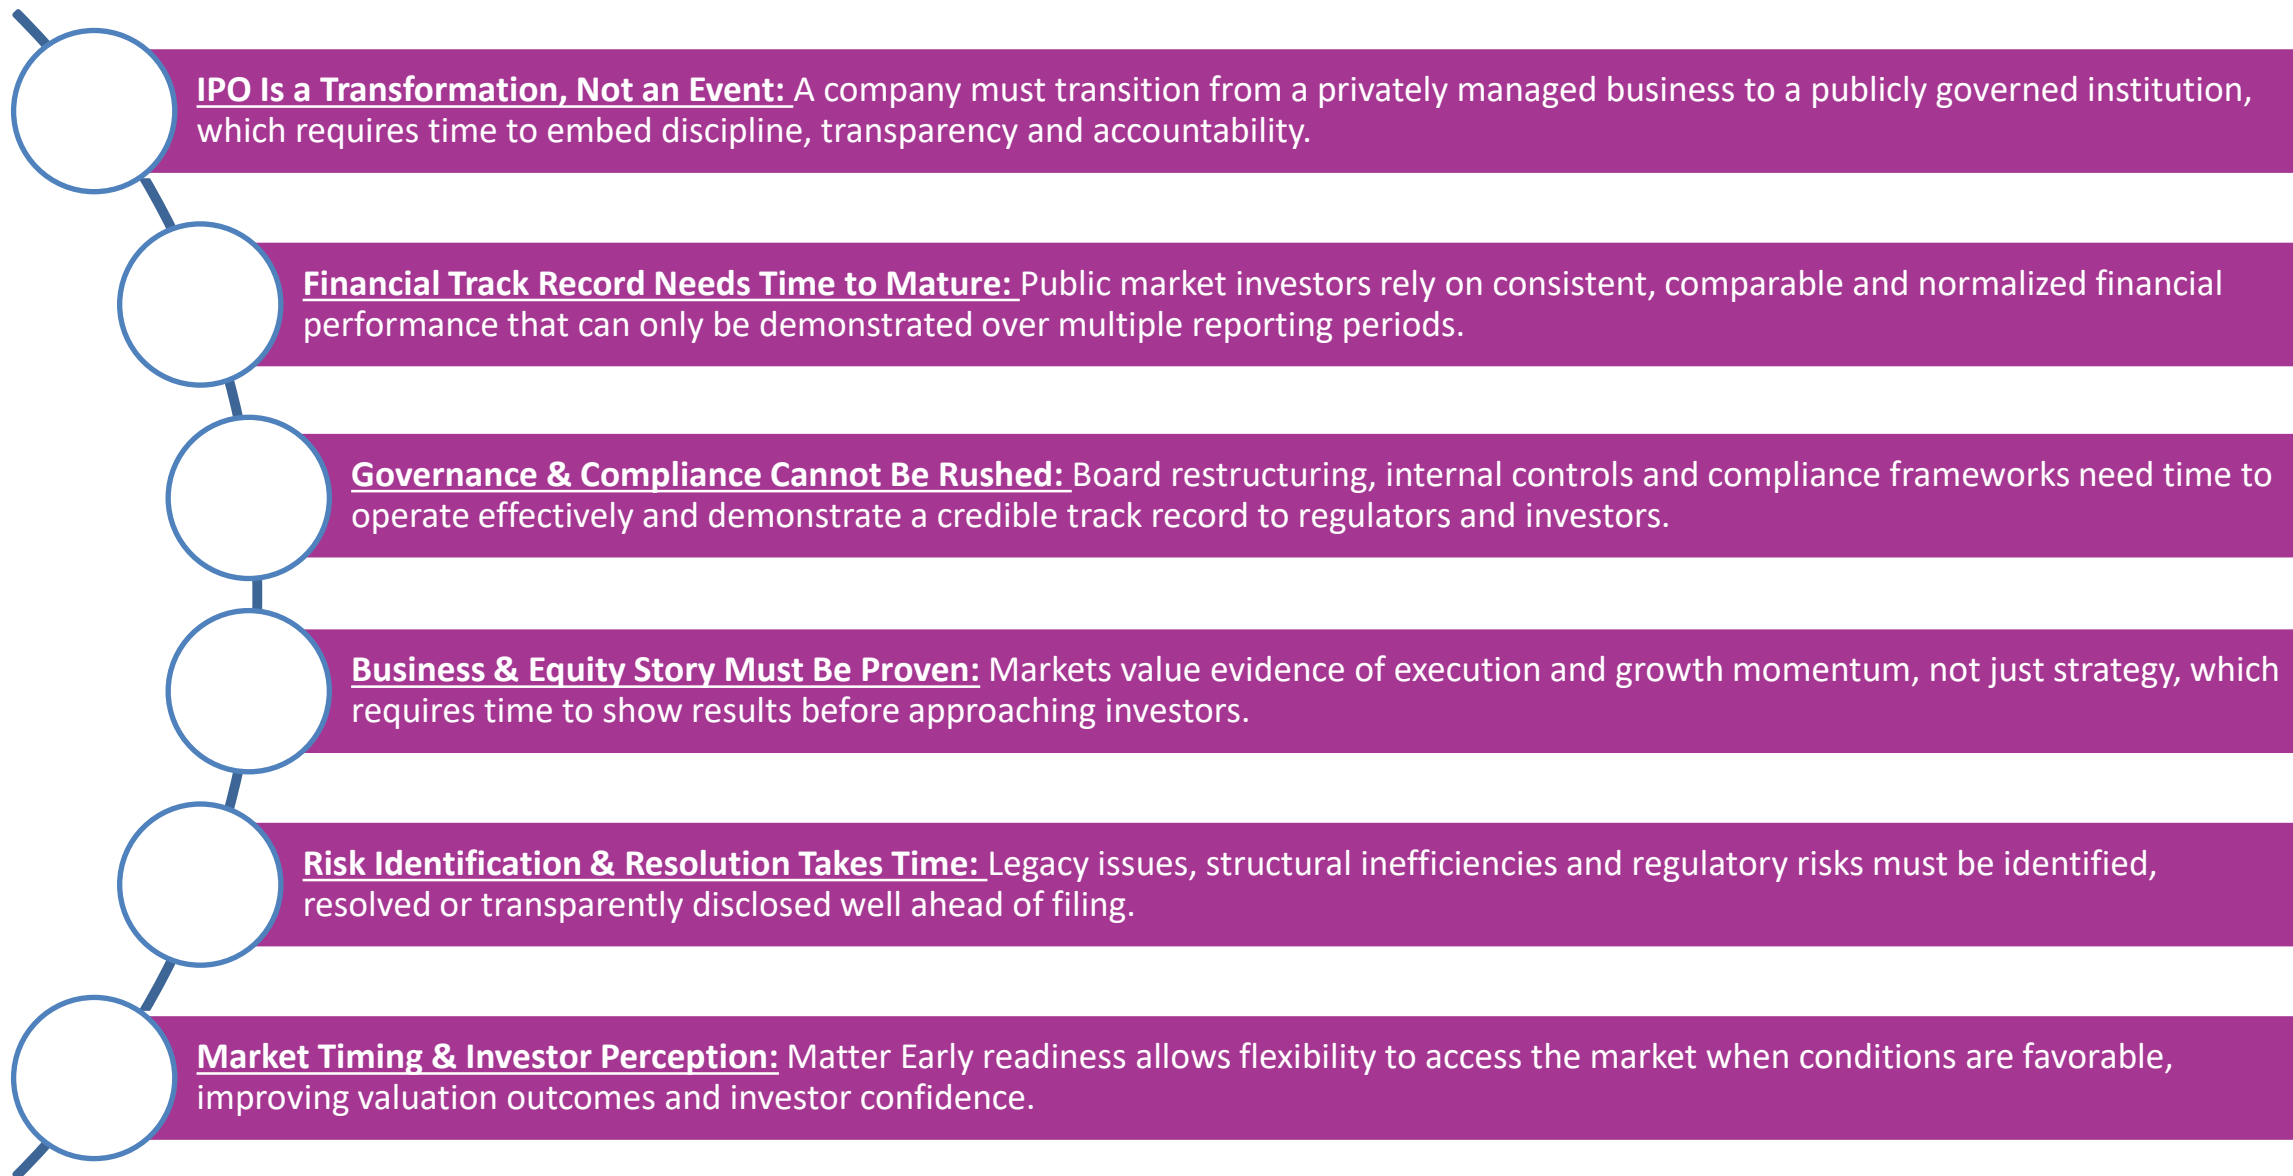 IPO Is a Transformation, Not an Event: A company must transition from a privately managed business to a publicly governed institution,
which requires time to embed discipline, transparency and accountability.
Financial Track Record Needs Time to Mature: Public market investors rely on consistent, comparable and normalized financial
performance that can only be demonstrated over multiple reporting periods.
Governance & Compliance Cannot Be Rushed: Board restructuring, internal controls and compliance frameworks need time to
operate effectively and demonstrate a credible track record to regulators and investors.
Business & Equity Story Must Be Proven: Markets value evidence of execution and growth momentum, not just strategy, which
requires time to show results before approaching investors.
Risk Identification & Resolution Takes Time: Legacy issues, structural inefficiencies and regulatory risks must be identified,
resolved or transparently disclosed well ahead of filing.
Market Timing & Investor Perception: Matter Early readiness allows flexibility to access the market when conditions are favorable,
improving valuation outcomes and investor confidence.